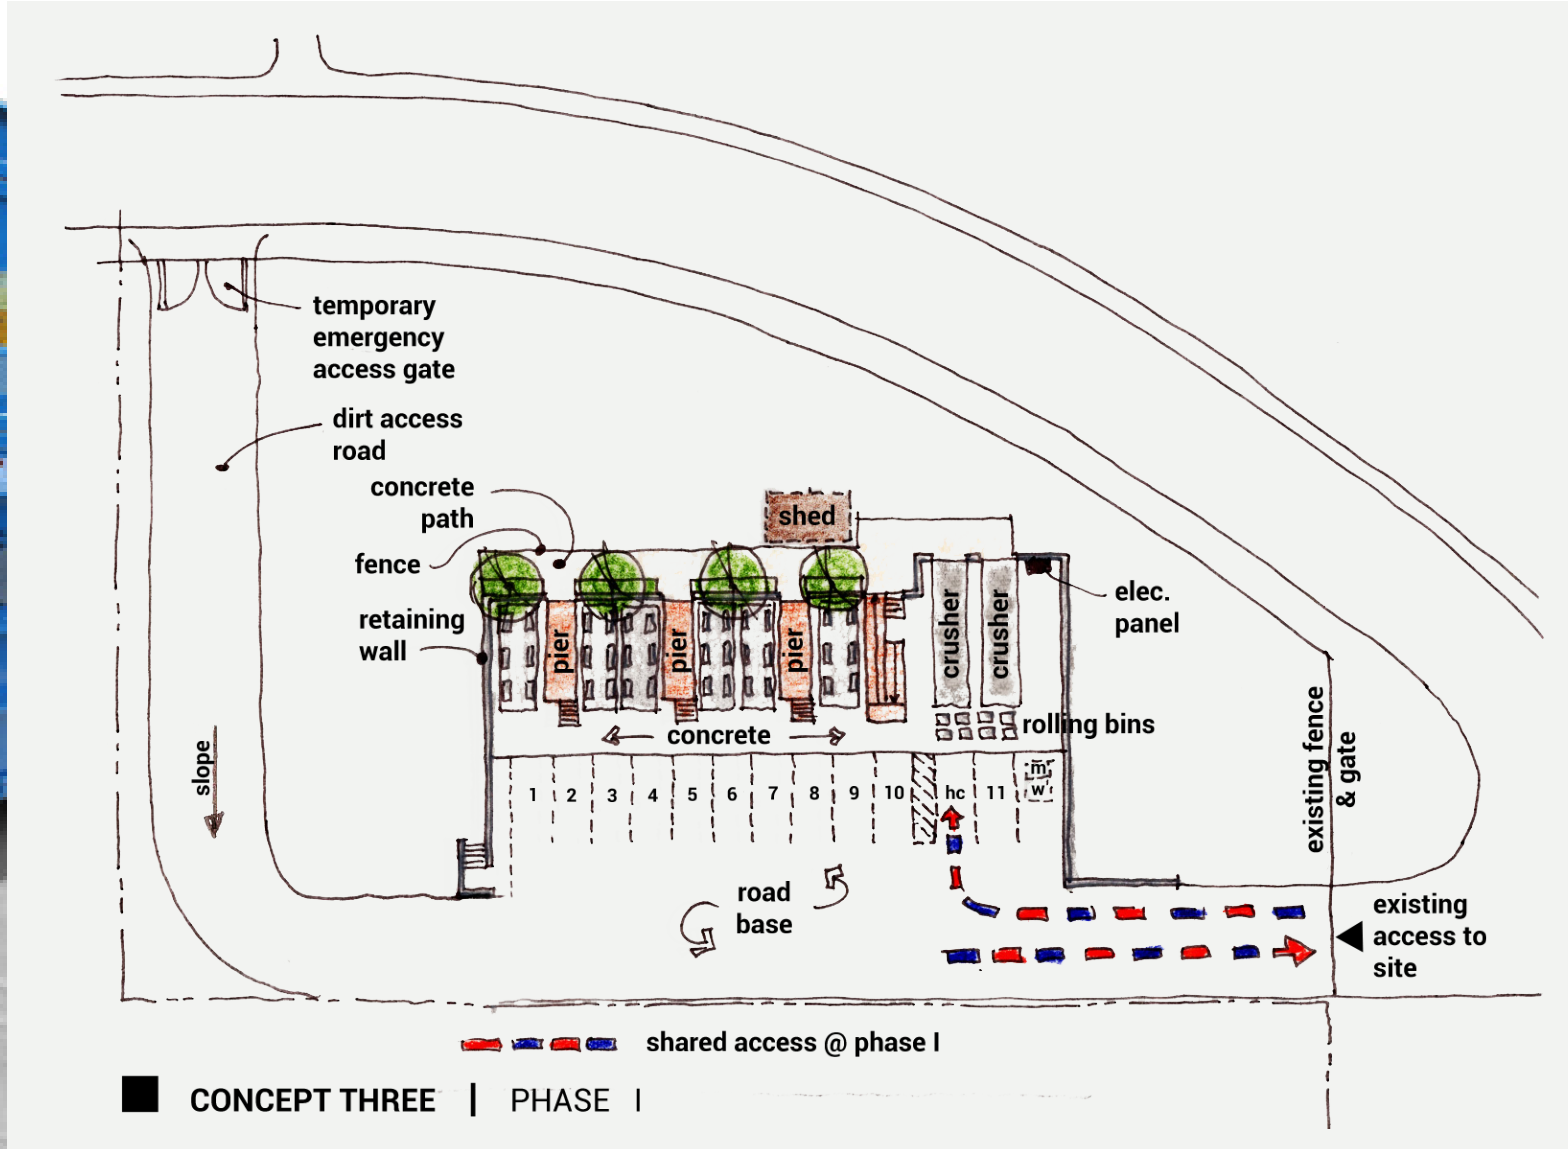 temporary
emergency
access gate
dirt access
road
concrete
path
fence
retaining
wall
shed
elec.
panel
pier
pier
pier
crusher
crusher
rolling bins
concrete
slope
1 2 3 4 5 6 7 8 9 10 hc 11
m
w
existing fence
& gate
road
base
existing
access to
site
shared access @ phase I
CONCEPT THREE | PHASE I